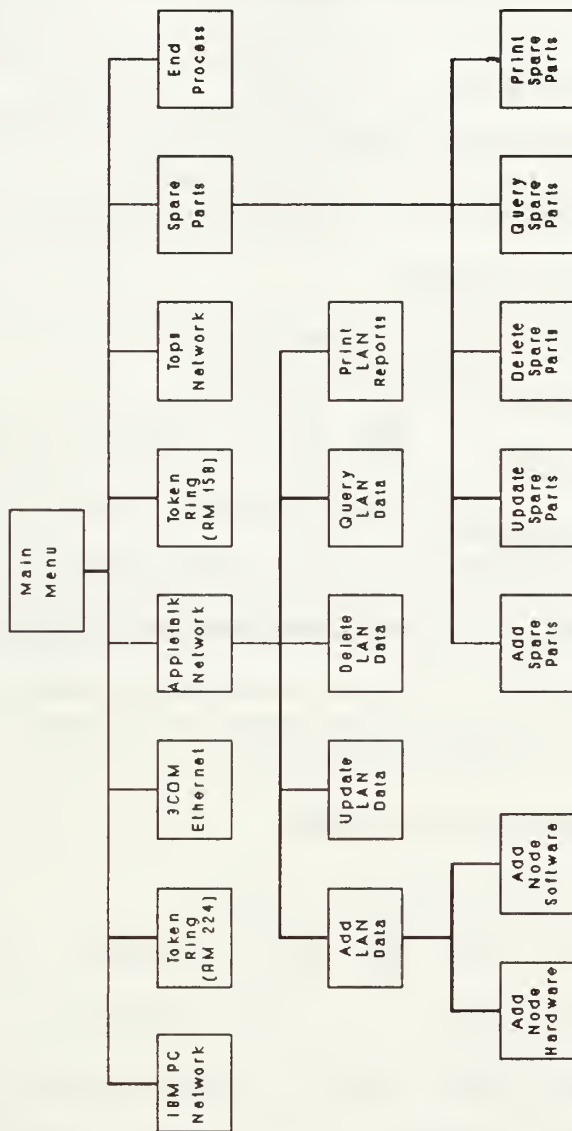 Main
Menu
IBM PC
Network
Token
Ring
(RM 224)
3COM
Ethernet
Appletalk
Network
Token
Ring
(RM 158)
Tops
Network
Spare
Parts
End
Process
Add
LAN
Data
Update
LAN
Data
Delete
LAN
Data
Query
LAN
Data
Print
LAN
Reports
Add
Node
Hardware
Add
Node
Software
Add
Spare
Parts
Update
Spare
Parts
Delete
Spare
Parts
Query
Spare
Parts
Print
Spare
Parts